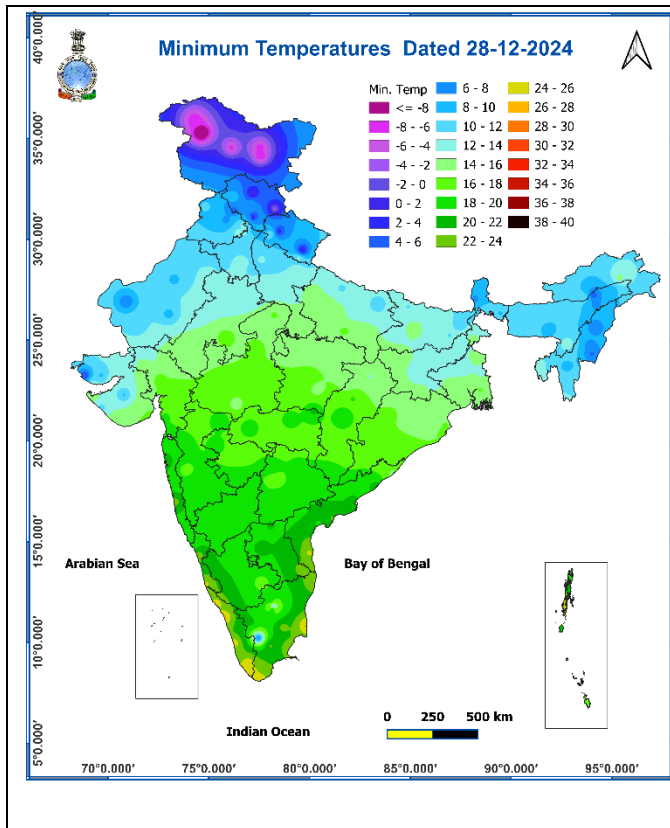 Minimum Temperatures Dated 28-12-2024
Min. Temp
<= -8
-8 - -6
-6 - -4
-4 - -2
-2 - 0
0 - 2
2 - 4
4 - 6
6 - 8
8 - 10
10 - 12
12 - 14
14 - 16
16 - 18
18 - 20
20 - 22
22 - 24
24 - 26
26 - 28
28 - 30
30 - 32
32 - 34
34 - 36
36 - 38
38 - 40
40°0.000'
35°0.000'
30°0.000'
25°0.000'
20°0.000'
15°0.000'
10°0.000'
5°0.000'
Arabian Sea
Bay of Bengal
Indian Ocean
0 250 500 km
70°0.000' 75°0.000' 80°0.000' 85°0.000' 90°0.000' 95°0.000'